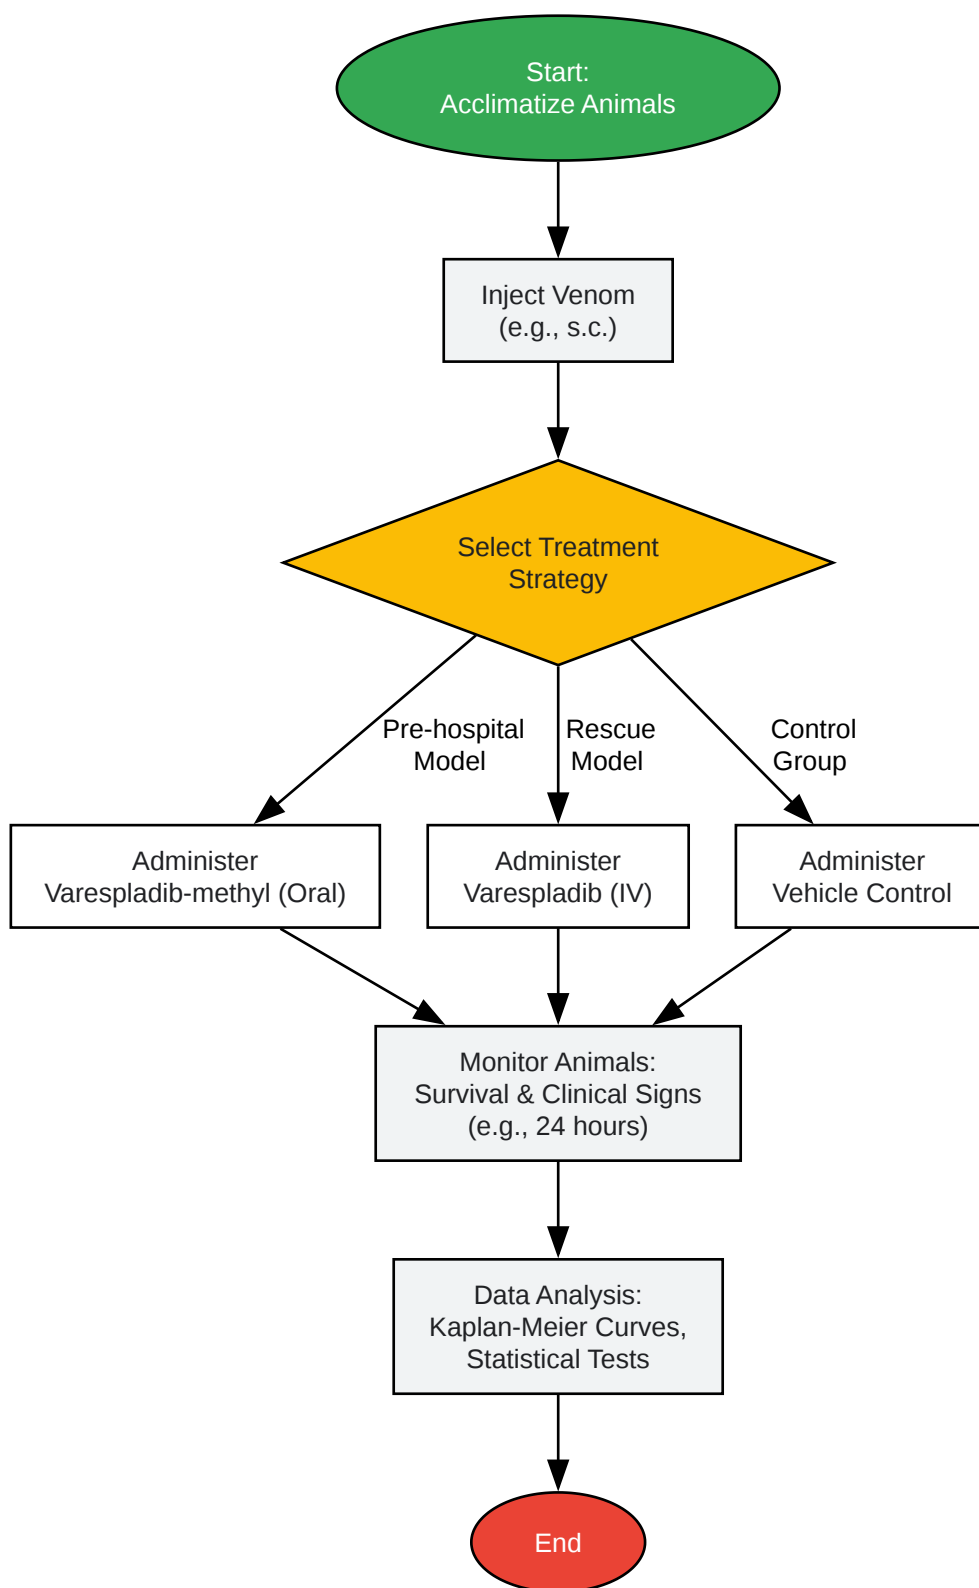 Start:
Acclimatize Animals
Inject Venom
(e.g., s.c.)
Select Treatment
Strategy
Pre-hospital
Model
Rescue
Model
Control
Group
Administer
Varespladib-methyl (Oral)
Administer
Varespladib (IV)
Administer
Vehicle Control
Monitor Animals:
Survival & Clinical Signs
(e.g., 24 hours)
Data Analysis:
Kaplan-Meier Curves,
Statistical Tests
End